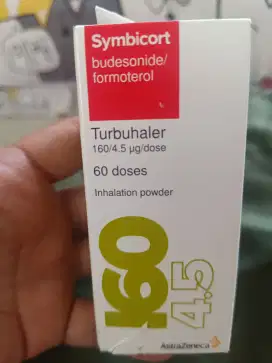 Symbicort
budesonide/
formoterol
Turbuhaler
160/4.5 µg/dose
60 doses
Inhalation powder
160
4.5
AstraZeneca